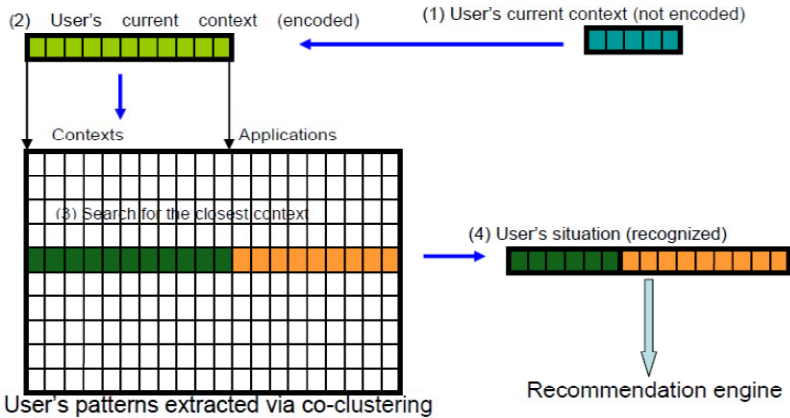 (2) User's current context (encoded)
(1) User's current context (not encoded)
Contexts Applications
(3) Search for the closest context
(4) User's situation (recognized)
Recommendation engine
User's patterns extracted via co-clustering